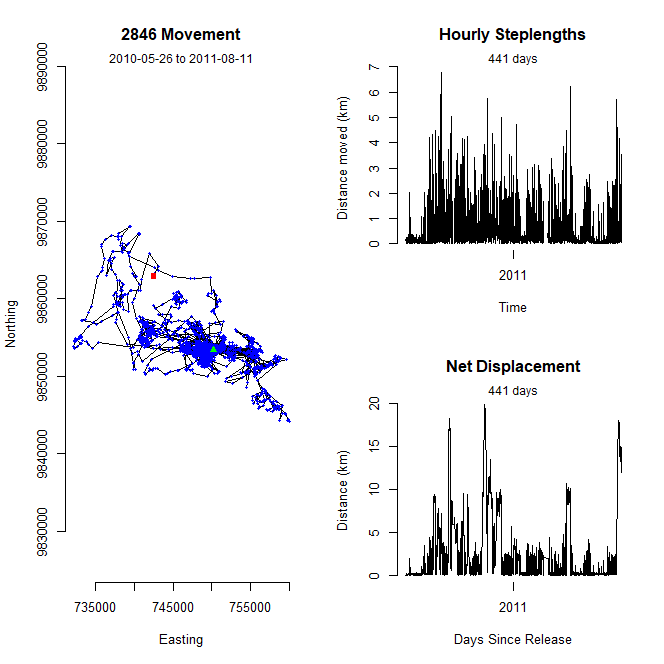 2846 Movement
2010-05-26 to 2011-08-11
9890000
9880000
9870000
9860000
9850000
9840000
9830000
Northing
735000 745000 755000
Easting
Hourly Steplengths
441 days
7
6
5
4
3
2
1
0
Distance moved (km)
2011
Time
Net Displacement
441 days
20
15
10
5
0
Distance (km)
2011
Days Since Release